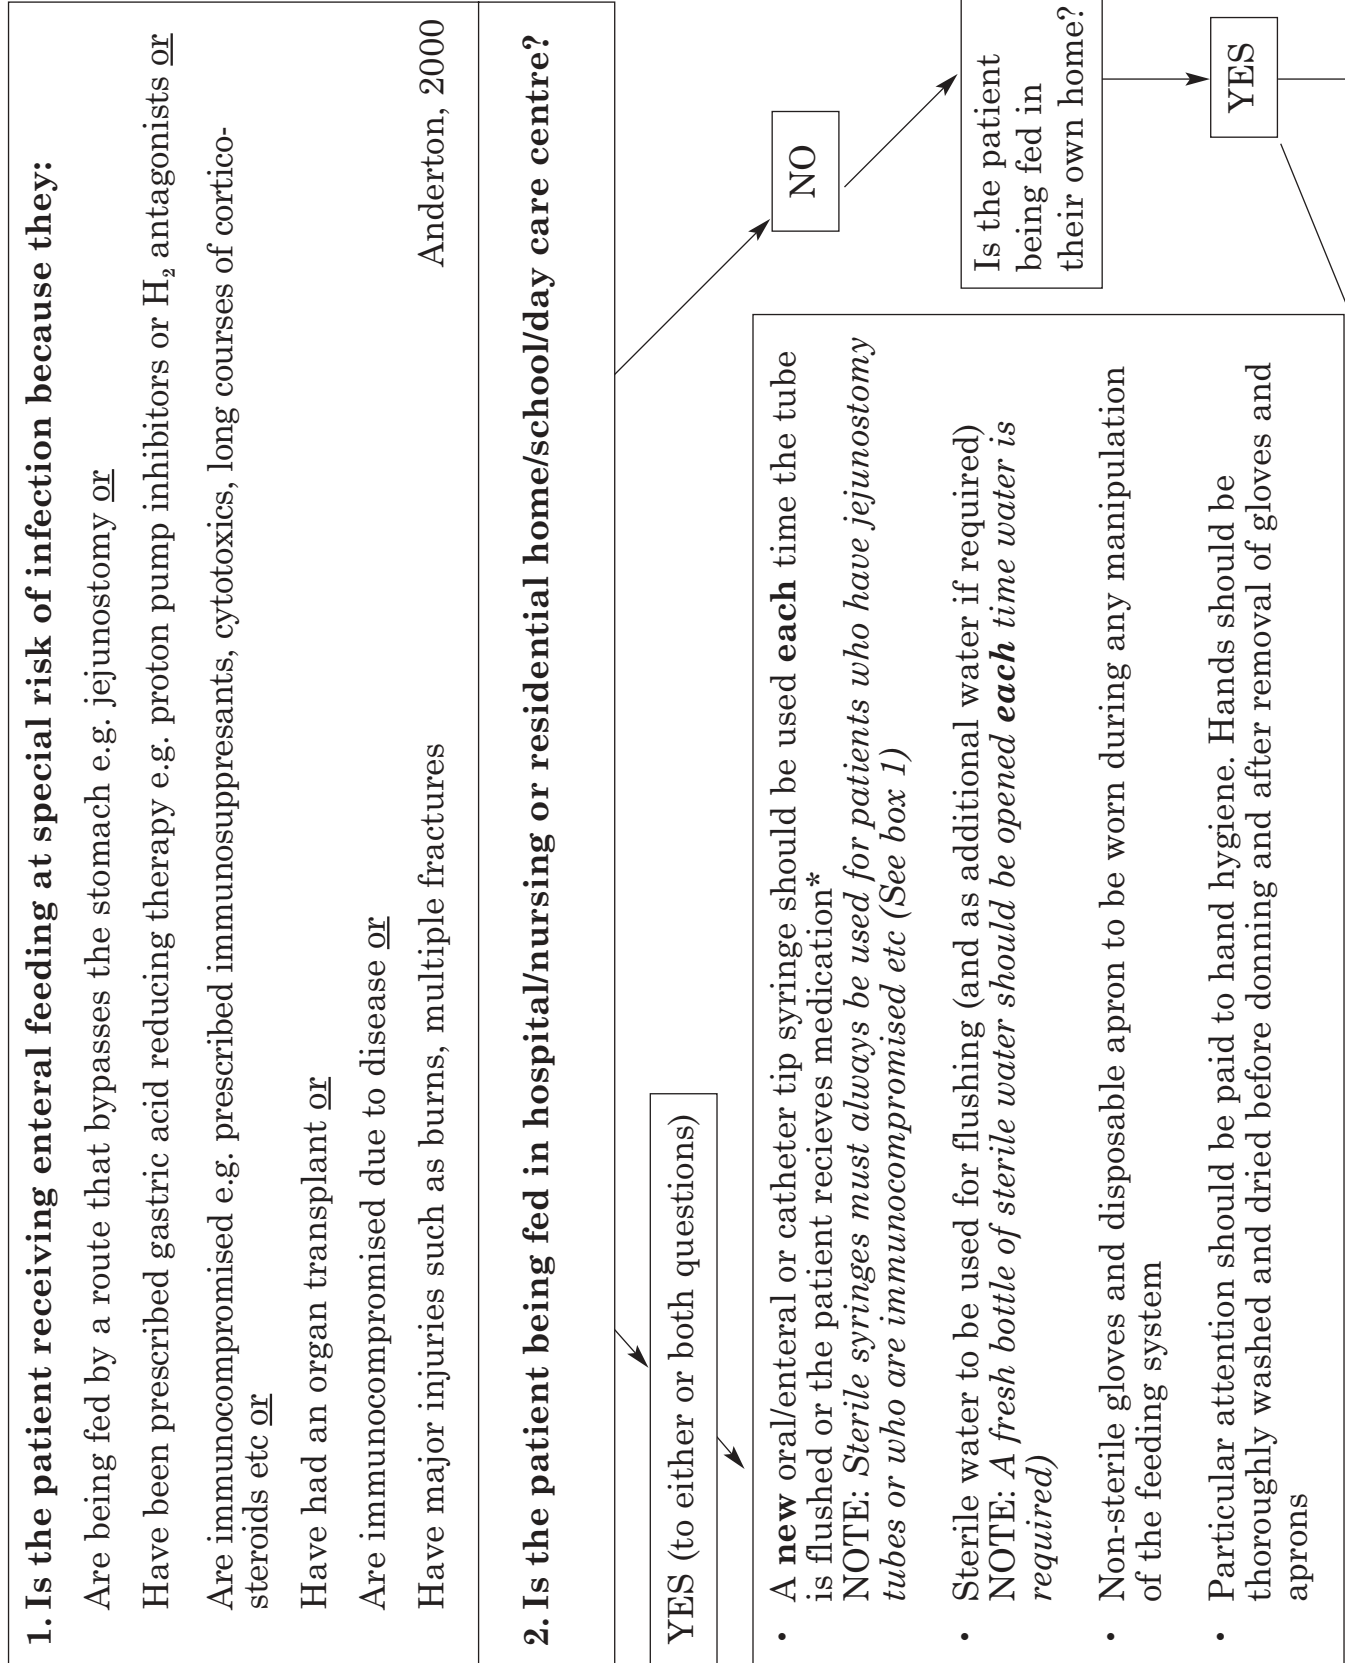 1. Is the patient receiving enteral feeding at special risk of infection because they:
Are being fed by a route that bypasses the stomach e.g. jejunostomy or
Have been prescribed gastric acid reducing therapy e.g. proton pump inhibitors or H₂ antagonists or
Are immunocompromised e.g. prescribed immunosuppresants, cytotoxics, long courses of cortico-
steroids etc or
Have had an organ transplant or
Are immunocompromised due to disease or
Have major injuries such as burns, multiple fractures
Anderton, 2000
2. Is the patient being fed in hospital/nursing or residential home/school/day care centre?
YES (to either or both questions)
NO
• A new oral/enteral or catheter tip syringe should be used each time the tube
is flushed or the patient recieves medication*
NOTE: Sterile syringes must always be used for patients who have jejunostomy
tubes or who are immunocompromised etc (See box 1)
• Sterile water to be used for flushing (and as additional water if required)
NOTE: A fresh bottle of sterile water should be opened each time water is
required)
• Non-sterile gloves and disposable apron to be worn during any manipulation
of the feeding system
• Particular attention should be paid to hand hygiene. Hands should be
thoroughly washed and dried before donning and after removal of gloves and
aprons
Is the patient
being fed in
their own home?
YES